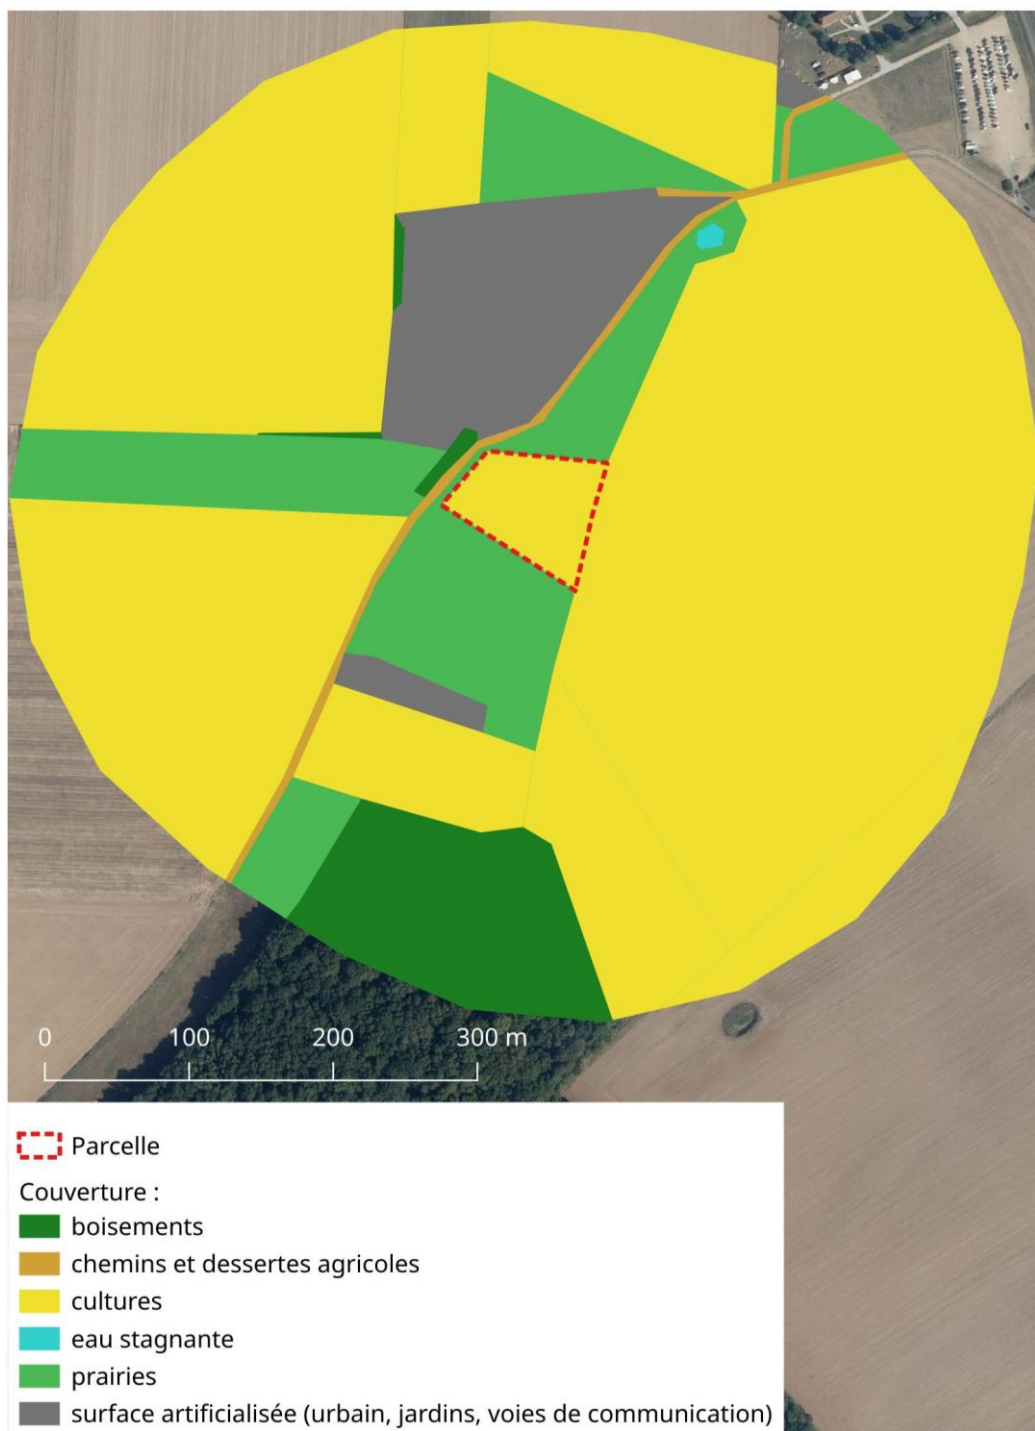 0 100 200 300 m
Parcelle
Couverture :
boisements
chemins et dessertes agricoles
cultures
eau stagnante
prairies
surface artificialisée (urbain, jardins, voies de communication)